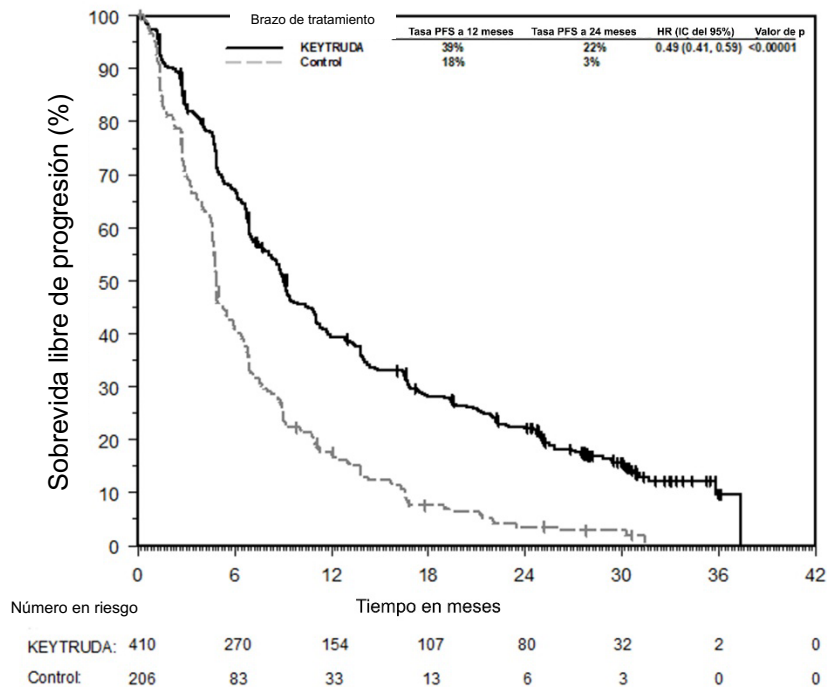 Brazo de tratamiento
Tasa PFS a 12 meses Tasa PFS a 24 meses HR (IC del 95%) Valor de p
KEYTRUDA 39% 22% 0.49 (0.41, 0.59) <0.00001
Control 18% 3%
Sobrevida libre de progresión (%)
100
90
80
70
60
50
40
30
20
10
0
0 6 12 18 24 30 36 42
Tiempo en meses
Número en riesgo
KEYTRUDA: 410 270 154 107 80 32 2 0
Control: 206 83 33 13 6 3 0 0